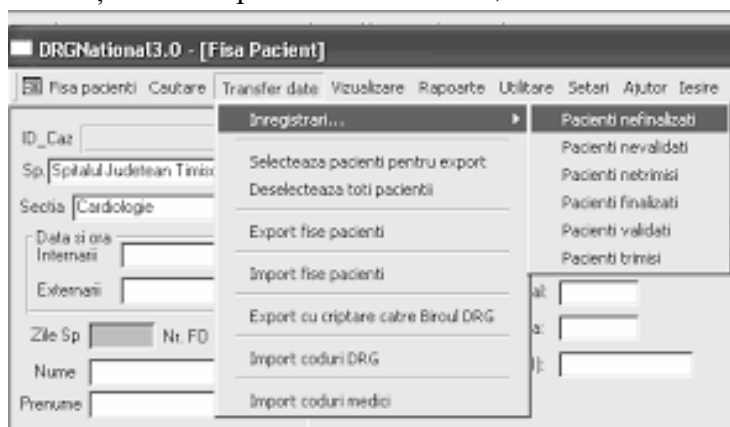 DRGNational3.0 - [Fisa Pacient]
Fisa pacienti Cautare Transfer date Vizualizare Rapoarte Utilitare Setari Ajutor Iesire
Inregistrari...
Pacienti nefinalizati
Pacienti nevalidati
Pacienti netrimisi
Pacienti finalizati
Pacienti validati
Pacienti trimisi
Selecteaza pacienti pentru export
Deselecteaza toti pacientii
Export fise pacienti
Import fise pacienti
Export cu criptare catre Biroul DRG
Import coduri DRG
Import coduri medici
ID_Caz
Sp. Spitalul Judetean Timiso
Sectia Cardiologie
Data si ora
Internarii
Externarii
Zile Sp Nr. FO
Nume
Prenume